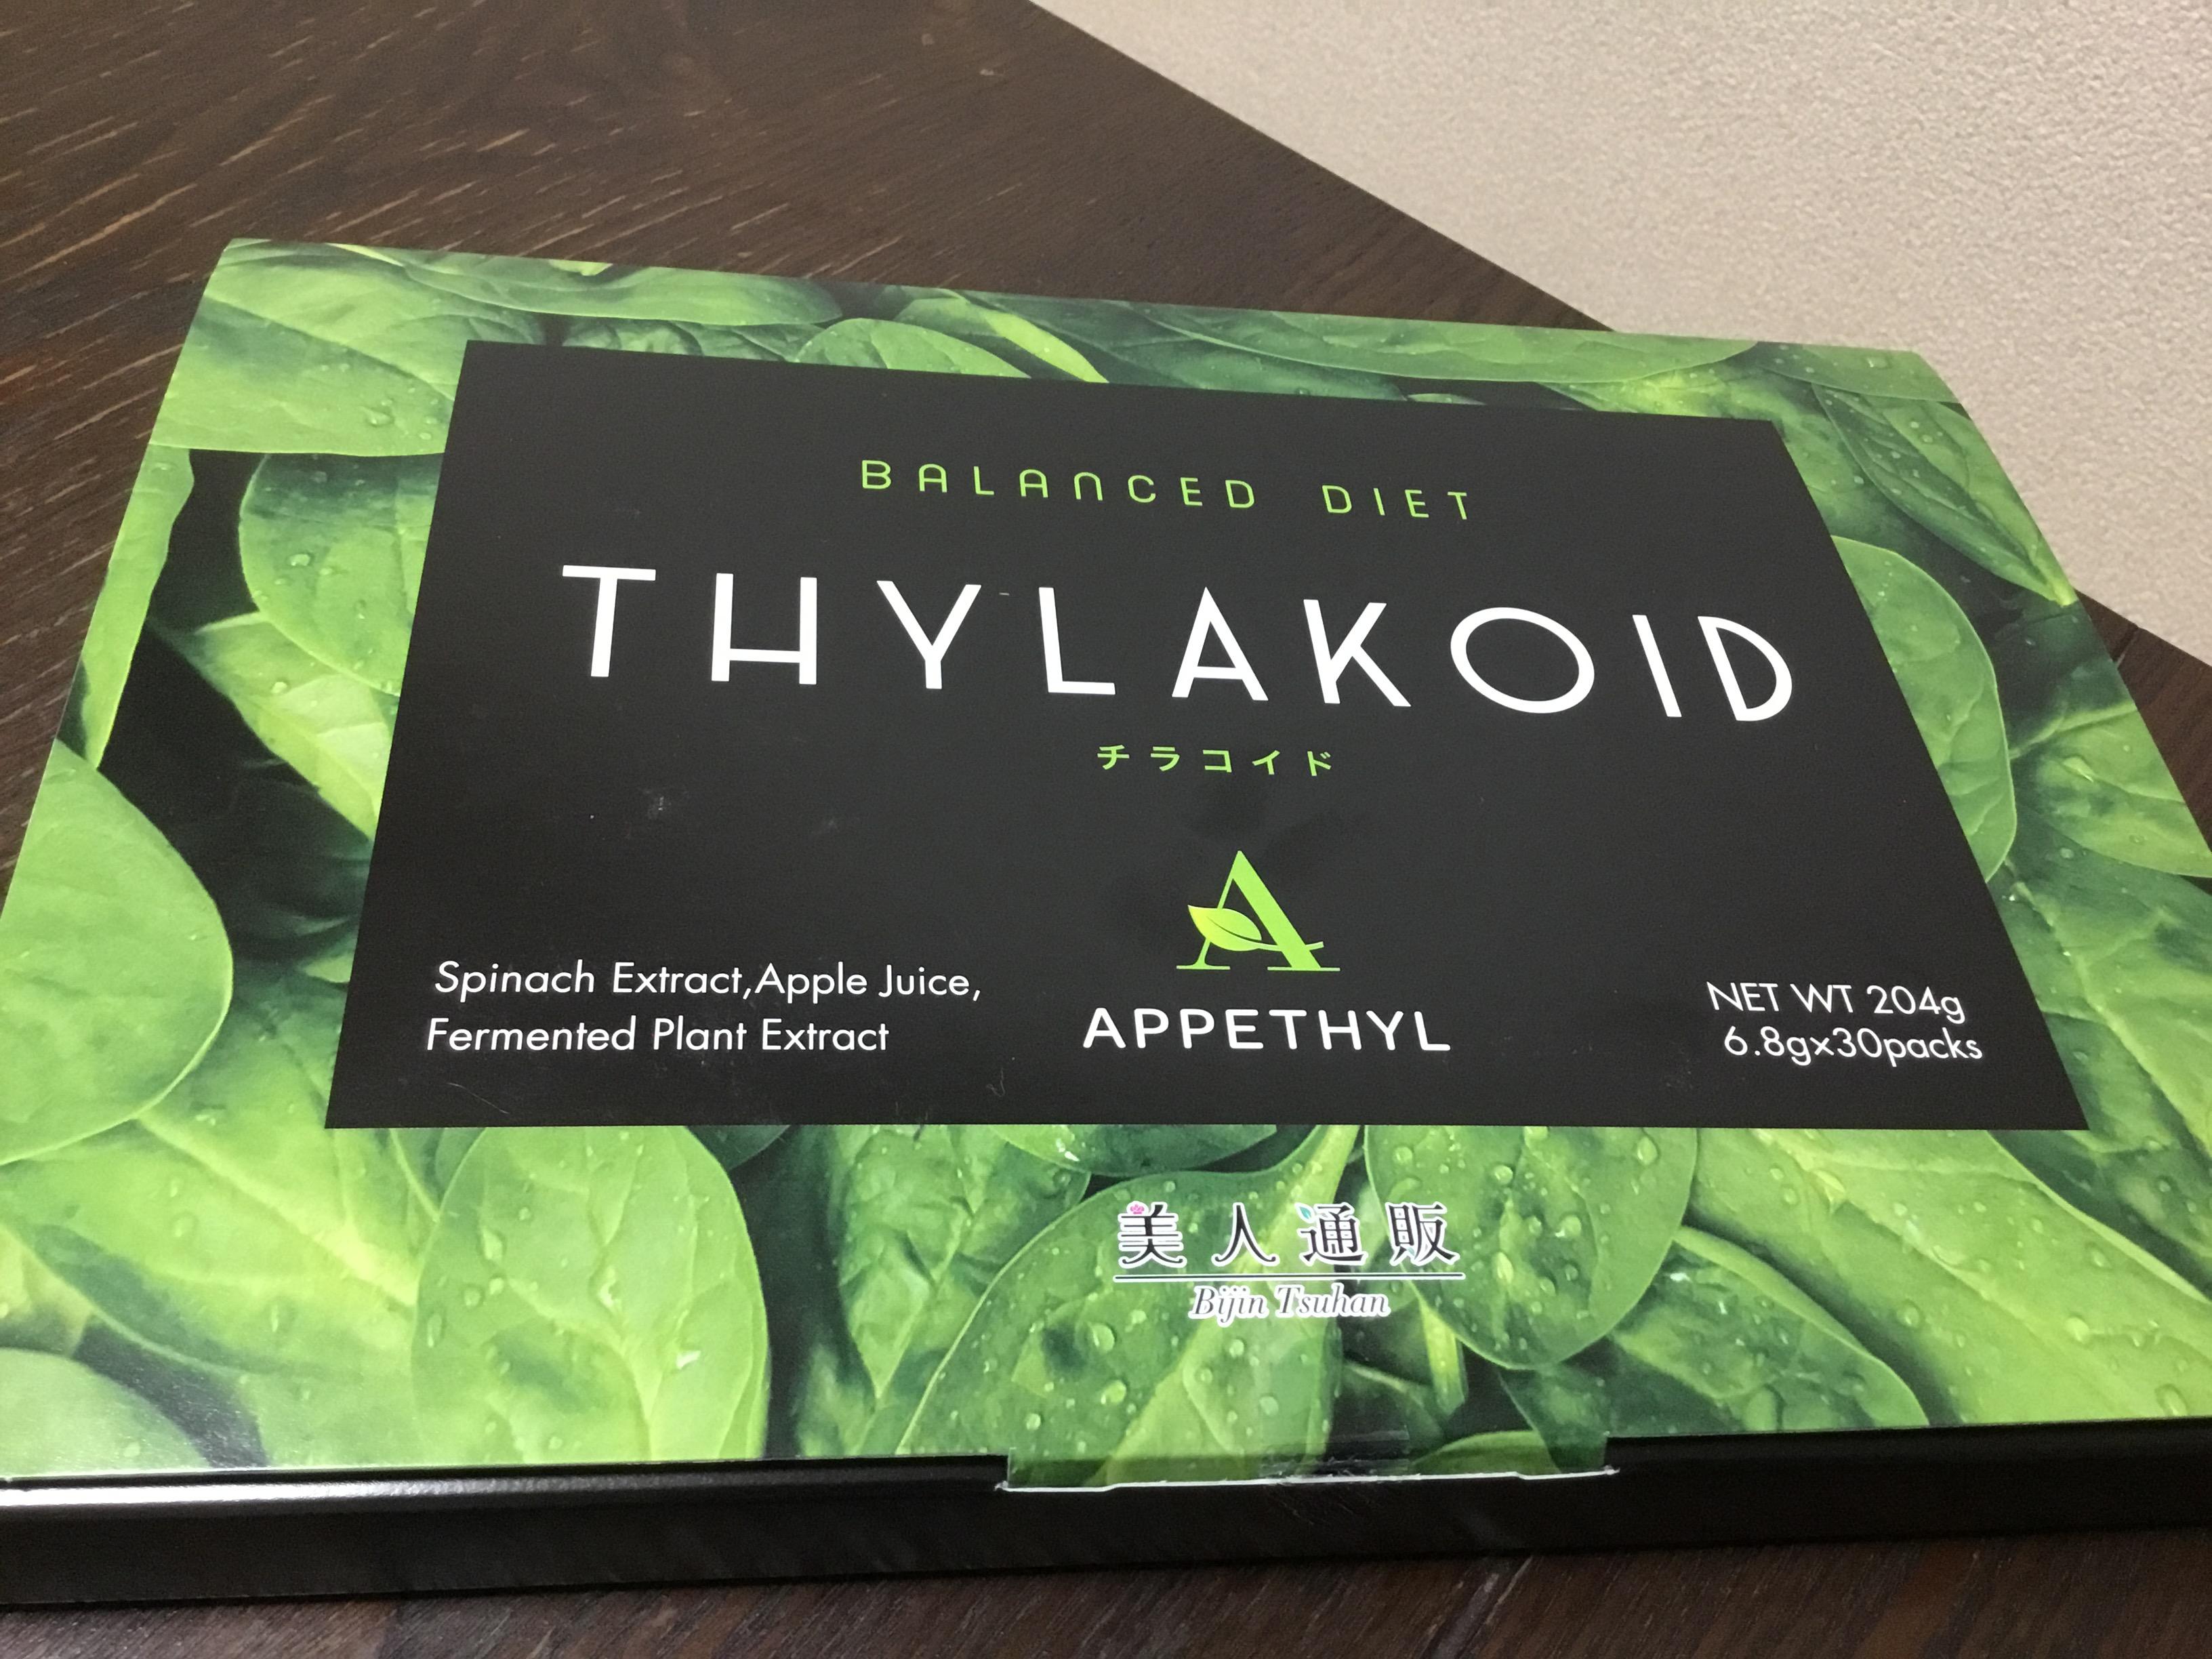 BALANCED DIET
THYLAKOID
チラコイド
Spinach Extract,Apple Juice,
Fermented Plant Extract
APPETHYL
NET WT 204g
6.8gx30packs
美人通販
Bijin Tsuhan